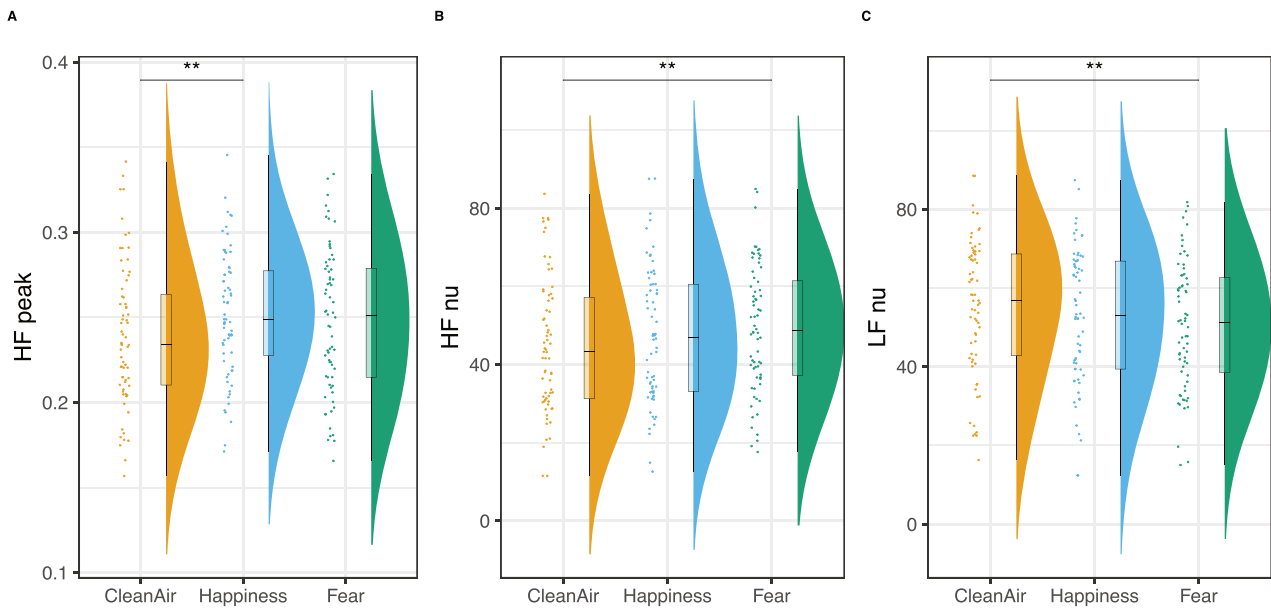 A
HF peak
0.4
0.3
0.2
0.1
**
CleanAir
Happiness
Fear
B
HF nu
80
40
0
**
CleanAir
Happiness
Fear
C
LF nu
80
40
0
**
CleanAir
Happiness
Fear